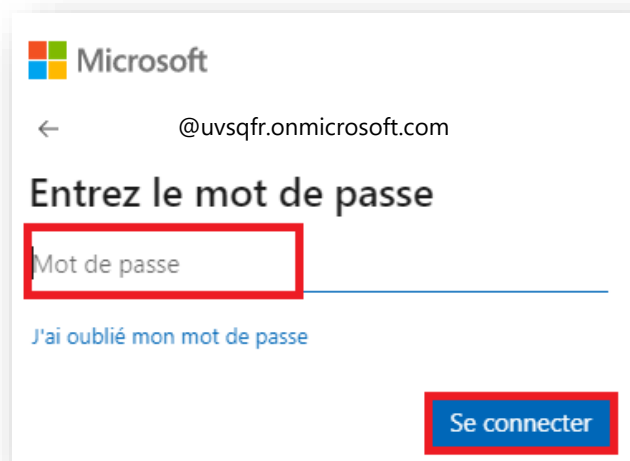 Microsoft
@uvsqfr.onmicrosoft.com
Entrez le mot de passe
Mot de passe
J'ai oublié mon mot de passe
Se connecter